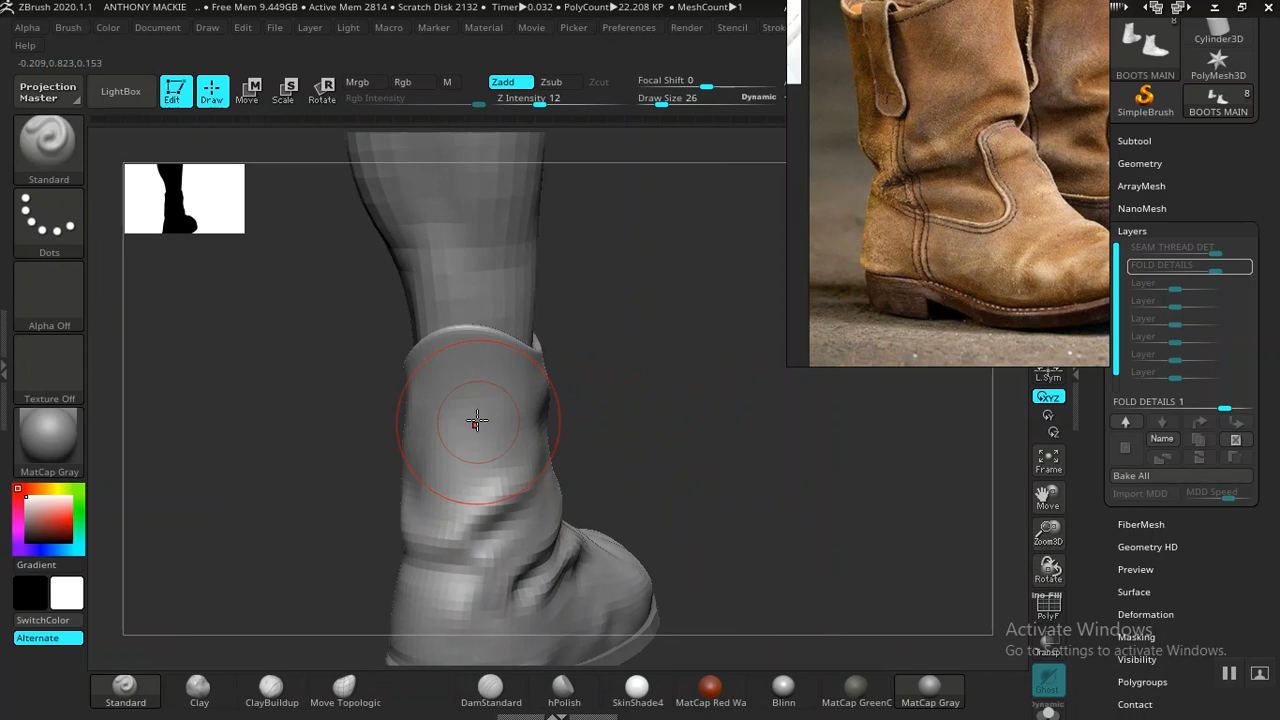 ZBrush 2020.1.1 ANTHONY MACKIE .. • Free Mem 9.449GB • Active Mem 2814 • Scratch Disk 2132 • Timer▶0.032 • PolyCount▶22.208 KP • MeshCount▶1
Alpha Brush Color Document Draw Edit File Layer Light Macro Marker Material Movie Picker Preferences Render Stencil Strok
Help
-0.209,0.823,0.153
Projection
Master
LightBox
Edit Draw Move Scale Rotate
Mrgb Rgb M
Rgb Intensity
Zadd Zsub Zcut
Z Intensity 12
Focal Shift 0
Draw Size 26 Dynamic
Standard
Dots
Alpha Off
Texture Off
MatCap Gray
Gradient
SwitchColor
Alternate
BOOTS MAIN
Cylinder3D
PolyMesh3D
SimpleBrush
8
BOOTS MAIN
8
Subtool
Geometry
ArrayMesh
NanoMesh
Layers
SEAM THREAD DET
FOLD DETAILS
Layer
Layer
Layer
Layer
Layer
Layer
FOLD DETAILS 1
Name
Bake All
Import MDD MDD Speed
FiberMesh
Geometry HD
Preview
Surface
Deformation
Masking
Visibility
Polygroups
Contact
L.Sym
XYZ
Y
Z
Frame
Move
Zoom3D
Rotate
PolyF
Transp
Ghost
Dynamic
Activate Windows
Go to Settings to activate Windows.
Standard Clay ClayBuildup Move Topologic DamStandard hPolish SkinShade4 MatCap Red Wa Blinn MatCap GreenC MatCap Gray